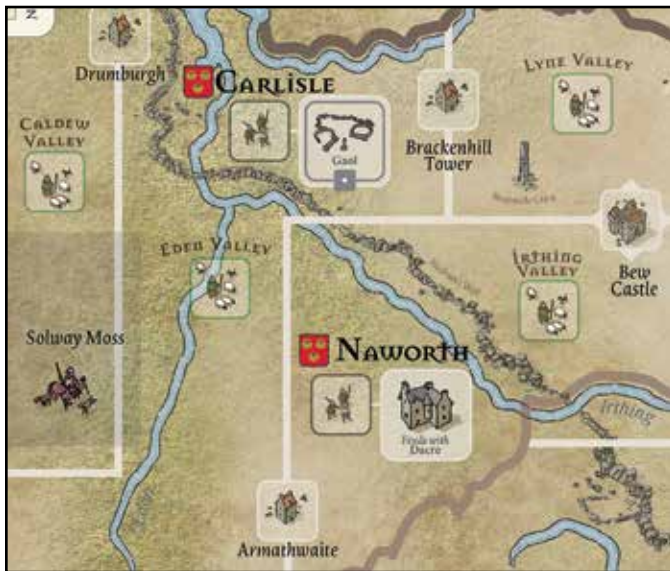 Z
Drumburgh
Carlisle
Lyne Valley
Caldew
Valley
Gaol
Brackenhill
Tower
Eden Valley
Irthing
Valley
Bew
Castle
Solway Moss
Naworth
Irthing
Feuds with
Dacre
Eden
Armathwaite